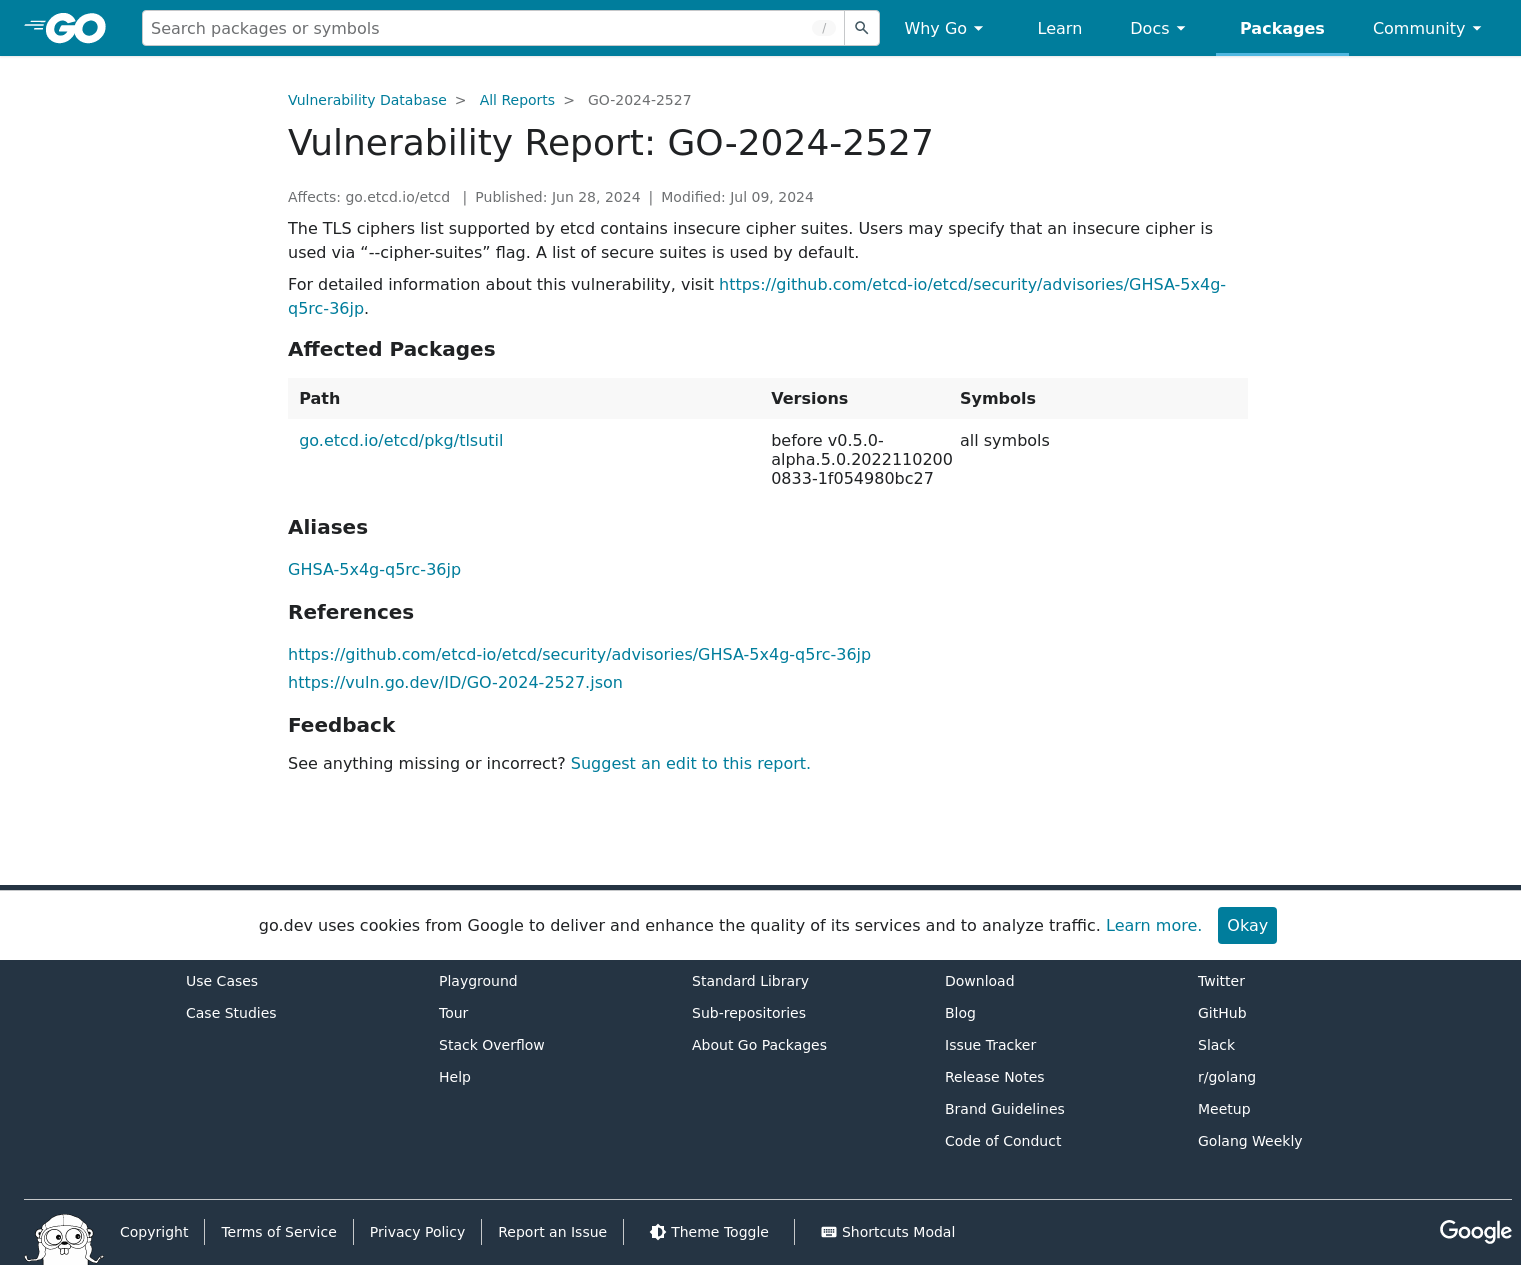 GO
Search packages or symbols
/
Why Go
Learn
Docs
Packages
Community
Vulnerability Database > All Reports > GO-2024-2527
Vulnerability Report: GO-2024-2527
Affects: go.etcd.io/etcd | Published: Jun 28, 2024 | Modified: Jul 09, 2024
The TLS ciphers list supported by etcd contains insecure cipher suites. Users may specify that an insecure cipher is
used via “--cipher-suites” flag. A list of secure suites is used by default.
For detailed information about this vulnerability, visit https://github.com/etcd-io/etcd/security/advisories/GHSA-5x4g-
q5rc-36jp.
Affected Packages
Path Versions Symbols
go.etcd.io/etcd/pkg/tlsutil before v0.5.0- all symbols
alpha.5.0.2022110200
0833-1f054980bc27
Aliases
GHSA-5x4g-q5rc-36jp
References
https://github.com/etcd-io/etcd/security/advisories/GHSA-5x4g-q5rc-36jp
https://vuln.go.dev/ID/GO-2024-2527.json
Feedback
See anything missing or incorrect? Suggest an edit to this report.
go.dev uses cookies from Google to deliver and enhance the quality of its services and to analyze traffic. Learn more. Okay
Use Cases
Case Studies
Playground
Tour
Stack Overflow
Help
Standard Library
Sub-repositories
About Go Packages
Download
Blog
Issue Tracker
Release Notes
Brand Guidelines
Code of Conduct
Twitter
GitHub
Slack
r/golang
Meetup
Golang Weekly
Copyright
Terms of Service
Privacy Policy
Report an Issue
Theme Toggle
Shortcuts Modal
Google